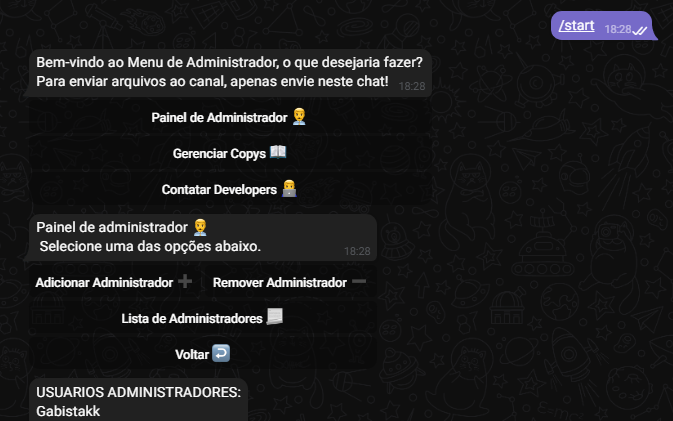 /start 18:28
Bem-vindo ao Menu de Administrador, o que desejaria fazer?
Para enviar arquivos ao canal, apenas envie neste chat! 18:28
Painel de Administrador 👨‍💼
Gerenciar Copys 📖
Contatar Developers 👨‍💻
Painel de administrador 👨‍💼
Selecione uma das opções abaixo. 18:28
Adicionar Administrador ➕ Remover Administrador ➖
Lista de Administradores 📃
Voltar ↩️
USUARIOS ADMINISTRADORES:
Gabistakk